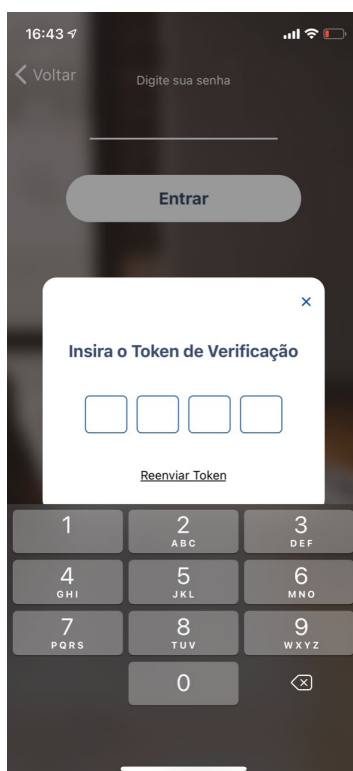 16:43
Voltar
Digite sua senha
Entrar
×
Insira o Token de Verificação
Reenviar Token
1
2
ABC
3
DEF
4
GHI
5
JKL
6
MNO
7
PQRS
8
TUV
9
WXYZ
0